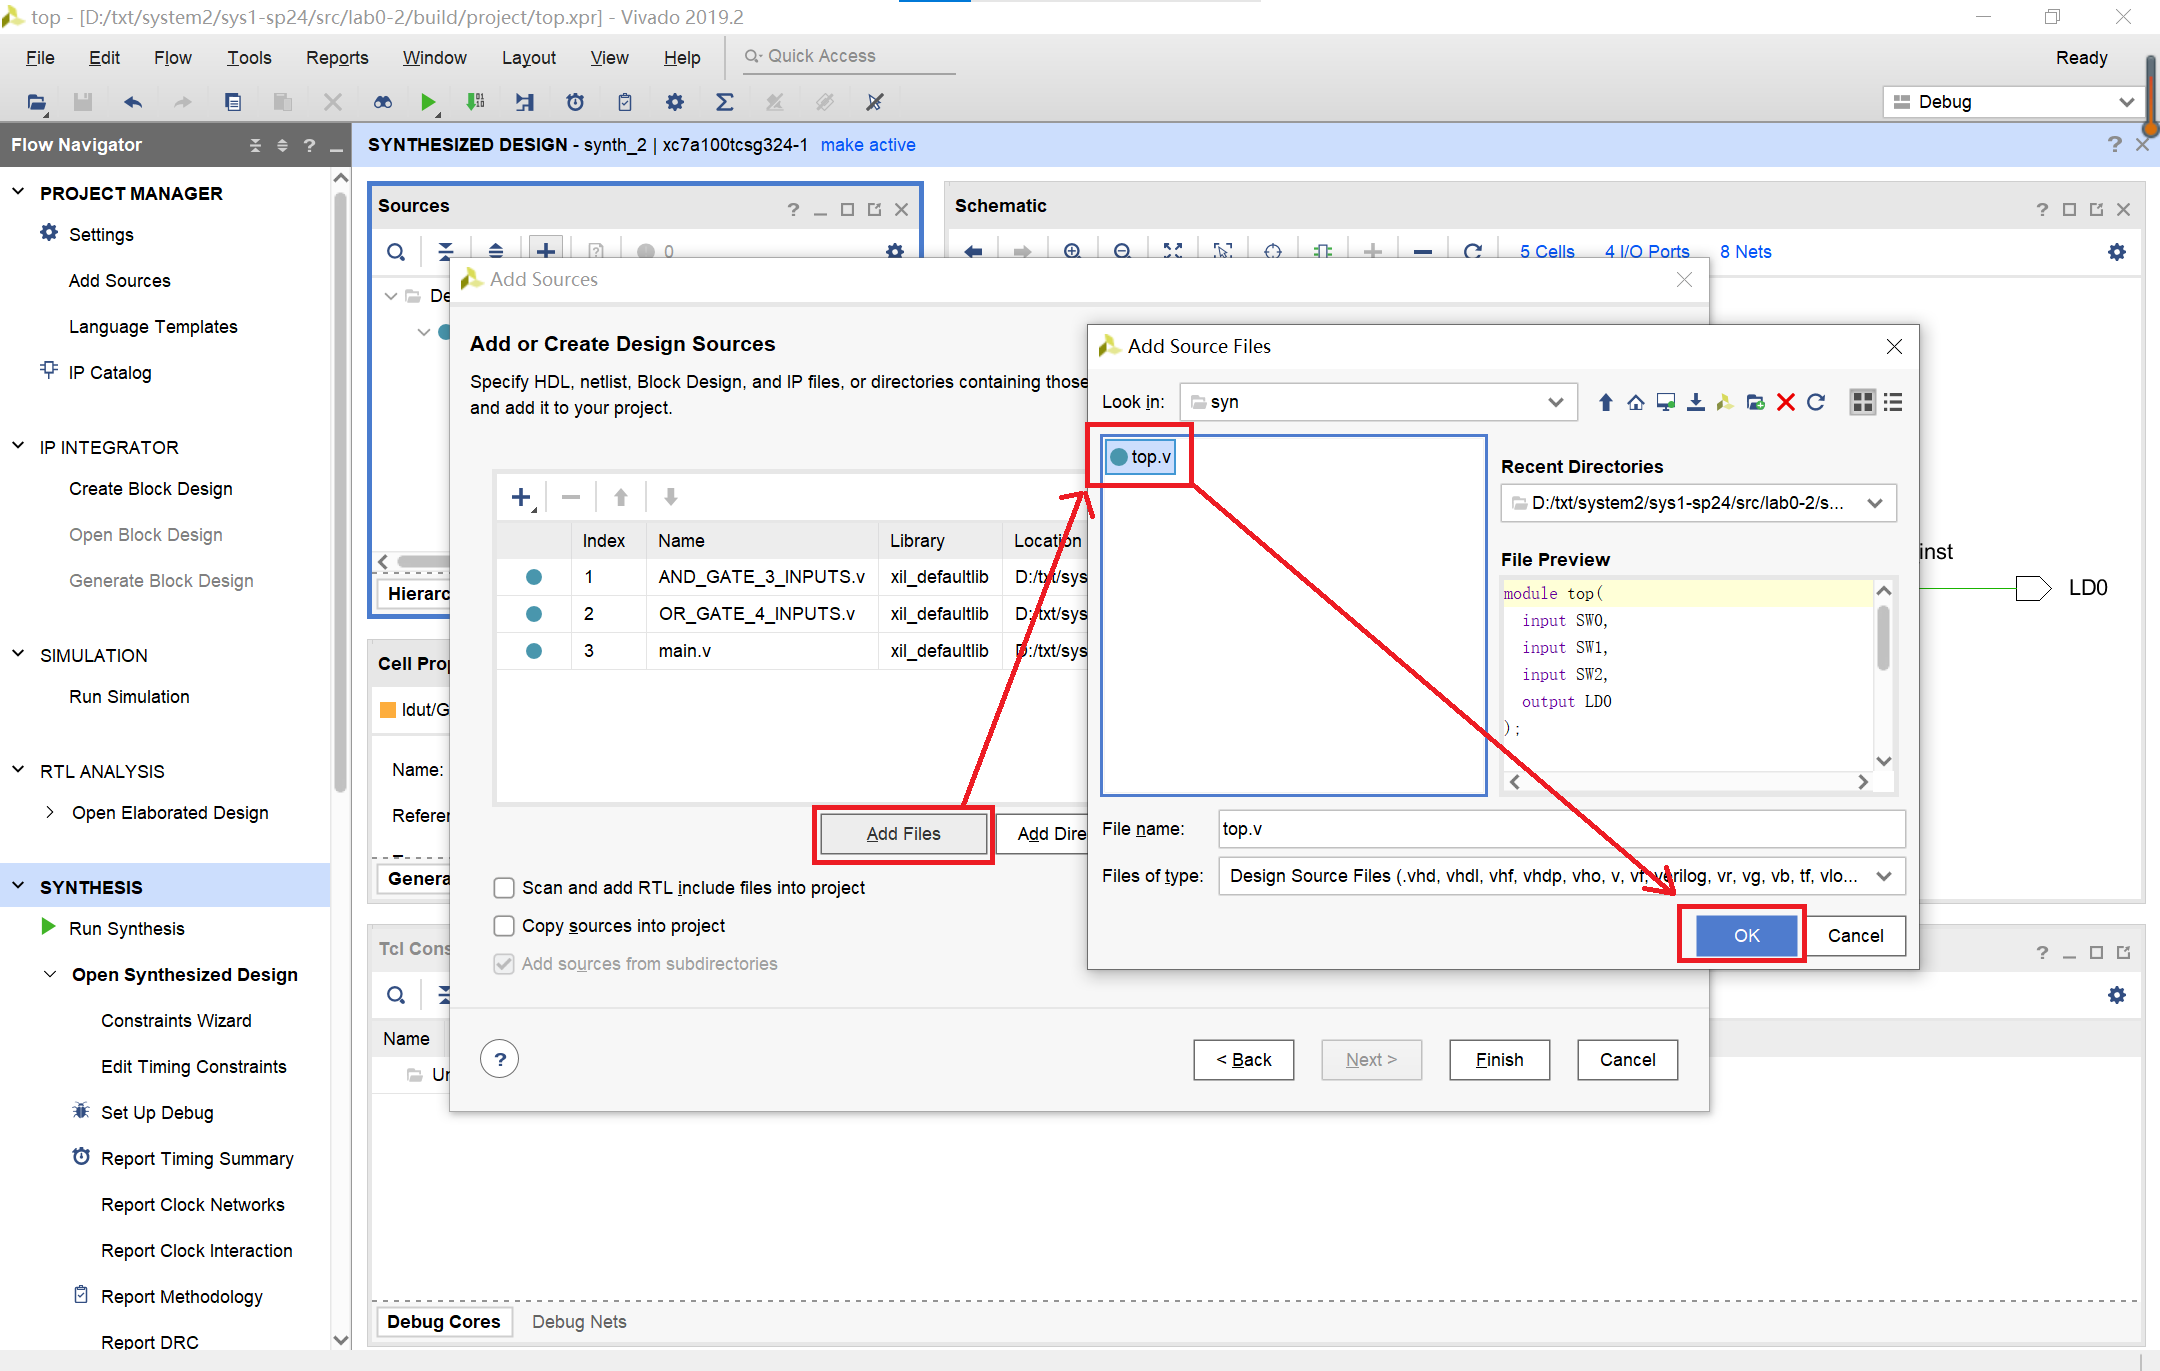 top - [D:/txt/system2/sys1-sp24/src/lab0-2/build/project/top.xpr] - Vivado 2019.2
File Edit Flow Tools Reports Window Layout View Help Quick Access Ready
Debug
Flow Navigator
SYNTHESIZED DESIGN - synth_2 | xc7a100tcsg324-1 make active
PROJECT MANAGER
Settings
Add Sources
Language Templates
IP Catalog
IP INTEGRATOR
Create Block Design
Open Block Design
Generate Block Design
SIMULATION
Run Simulation
RTL ANALYSIS
Open Elaborated Design
SYNTHESIS
Run Synthesis
Open Synthesized Design
Constraints Wizard
Edit Timing Constraints
Set Up Debug
Report Timing Summary
Report Clock Networks
Report Clock Interaction
Report Methodology
Report DRC
Sources
0
De
Hierarc
Schematic
5 Cells 4 I/O Ports 8 Nets
inst
LD0
Cell Prop
ldut/G
Name:
Referen
Genera
Tcl Cons
Name
Un
Debug Cores Debug Nets
Add Sources
Add or Create Design Sources
Specify HDL, netlist, Block Design, and IP files, or directories containing those
and add it to your project.
Index Name Library Location
1 AND_GATE_3_INPUTS.v xil_defaultlib D:/txt/sys
2 OR_GATE_4_INPUTS.v xil_defaultlib D:/txt/sys
3 main.v xil_defaultlib D:/txt/sys
Add Files Add Dire
Scan and add RTL include files into project
Copy sources into project
Add sources from subdirectories
? < Back Next > Finish Cancel
Add Source Files
Look in: syn
top.v
Recent Directories
D:/txt/system2/sys1-sp24/src/lab0-2/s...
File Preview
module top(
input SW0,
input SW1,
input SW2,
output LD0
);
File name: top.v
Files of type: Design Source Files (.vhd, vhdl, vhf, vhdp, vho, v, vf, verilog, vr, vg, vb, tf, vlo...
OK Cancel